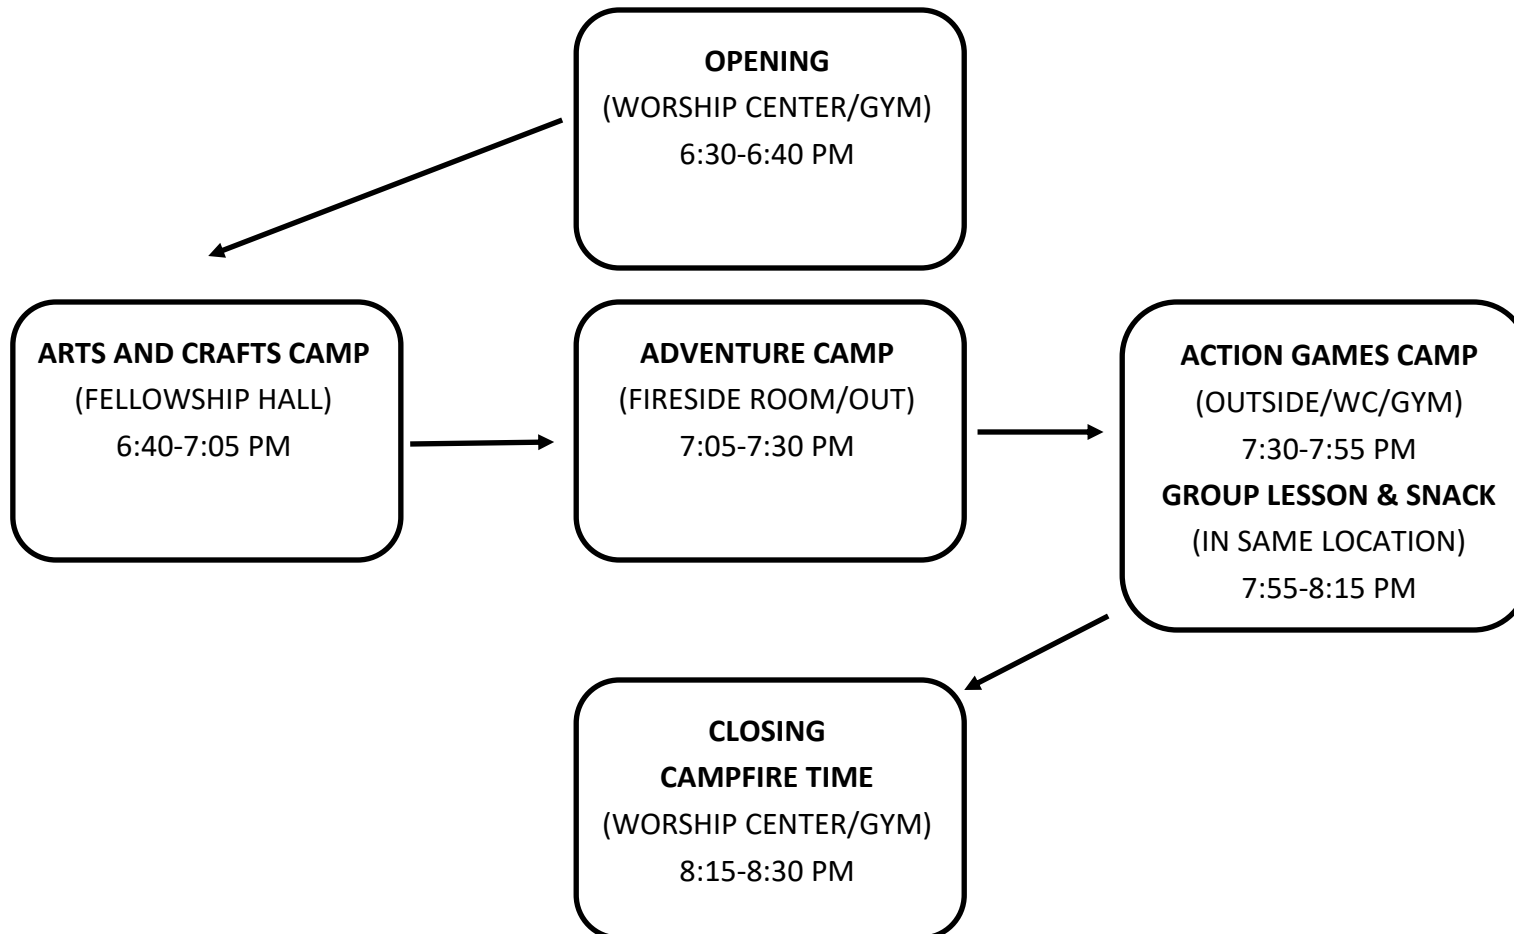 OPENING
(WORSHIP CENTER/GYM)
6:30-6:40 PM
ARTS AND CRAFTS CAMP
(FELLOWSHIP HALL)
6:40-7:05 PM
ADVENTURE CAMP
(FIRESIDE ROOM/OUT)
7:05-7:30 PM
ACTION GAMES CAMP
(OUTSIDE/WC/GYM)
7:30-7:55 PM
GROUP LESSON & SNACK
(IN SAME LOCATION)
7:55-8:15 PM
CLOSING
CAMPFIRE TIME
(WORSHIP CENTER/GYM)
8:15-8:30 PM